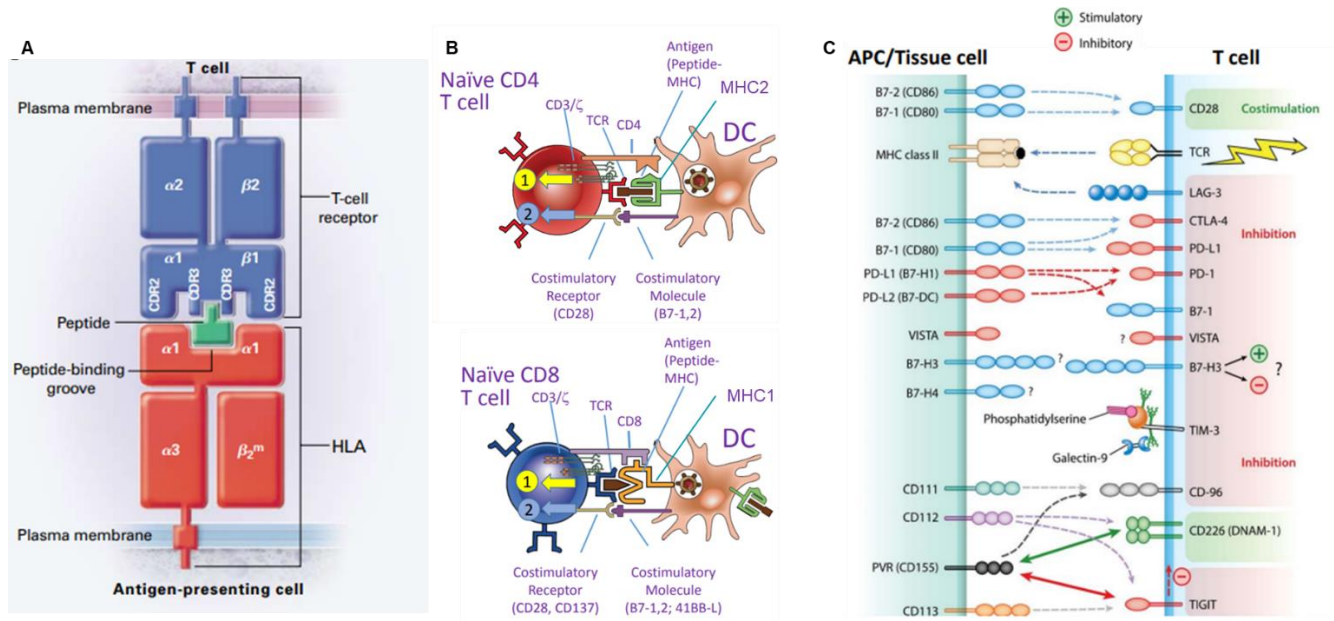 A
T cell
Plasma membrane
α2
β2
T-cell
receptor
α1
β1
CDR2
CDR3
CDR3
CDR2
Peptide
α1
α1
Peptide-binding
groove
α3
β2m
HLA
Plasma membrane
Antigen-presenting cell
B
Naïve CD4
T cell
CD3/ζ
TCR
CD4
Antigen
(Peptide-
MHC)
MHC2
DC
1
2
Costimulatory
Receptor
(CD28)
Costimulatory
Molecule
(B7-1,2)
Naïve CD8
T cell
CD3/ζ
TCR
CD8
Antigen
(Peptide-
MHC)
MHC1
DC
1
2
Costimulatory
Receptor
(CD28, CD137)
Costimulatory
Molecule
(B7-1,2; 41BB-L)
C
+ Stimulatory
− Inhibitory
APC/Tissue cell
T cell
B7-2 (CD86)
B7-1 (CD80)
CD28
Costimulation
MHC class II
TCR
LAG-3
B7-2 (CD86)
CTLA-4
Inhibition
B7-1 (CD80)
PD-L1
PD-L1 (B7-H1)
PD-1
PD-L2 (B7-DC)
B7-1
VISTA
?
VISTA
B7-H3
?
B7-H3
+
−
?
B7-H4
?
Phosphatidylserine
TIM-3
Galectin-9
Inhibition
CD111
CD-96
CD112
CD226 (DNAM-1)
PVR (CD155)
−
CD113
TIGIT